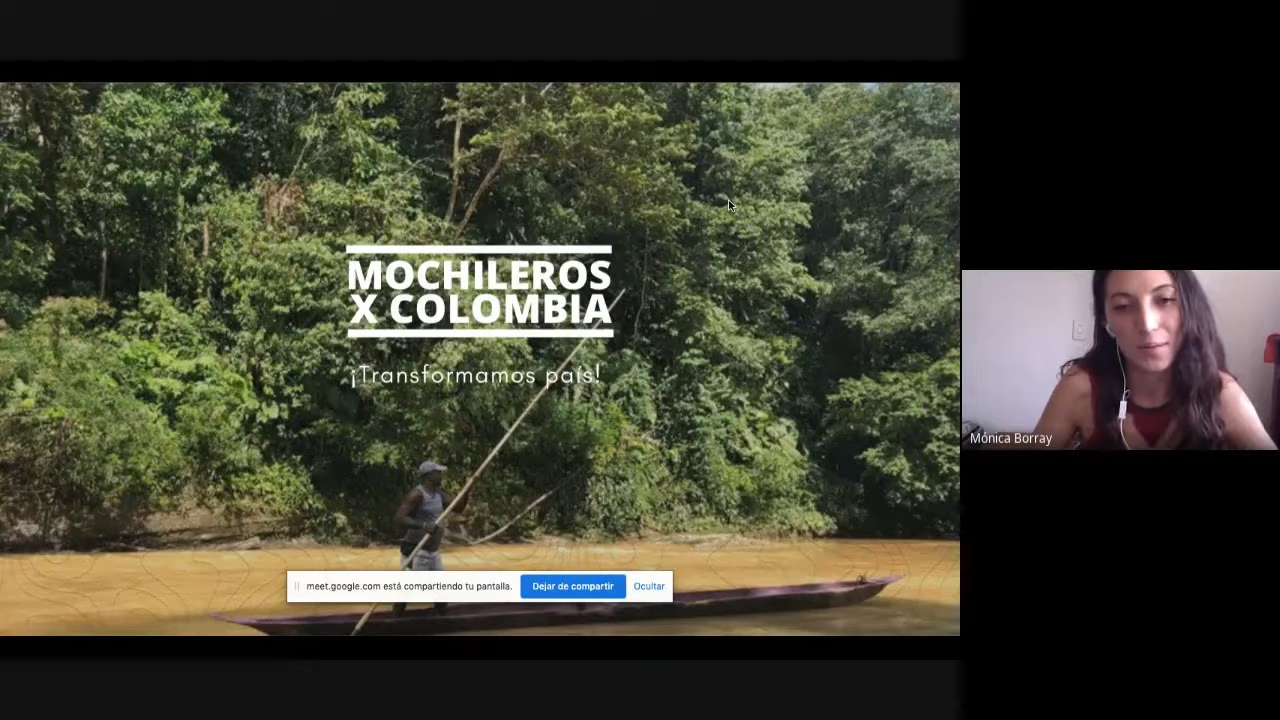 MOCHILEROS
X COLOMBIA
¡Transformamos país!
meet.google.com está compartiendo tu pantalla.
Dejar de compartir
Ocultar
Mónica Borray